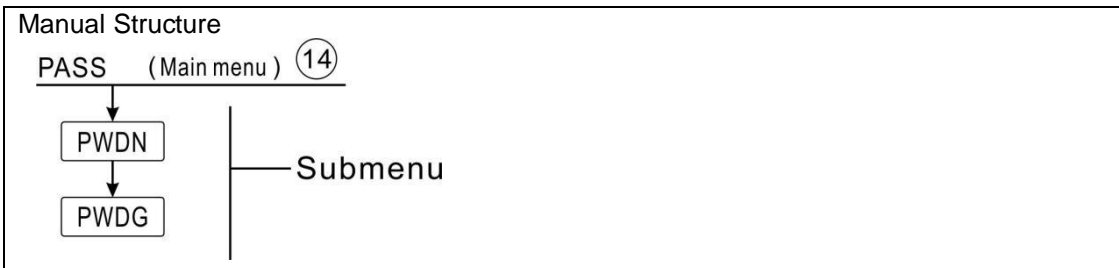 Manual Structure
PASS (Main menu) 14
PWDN
Submenu
PWDG